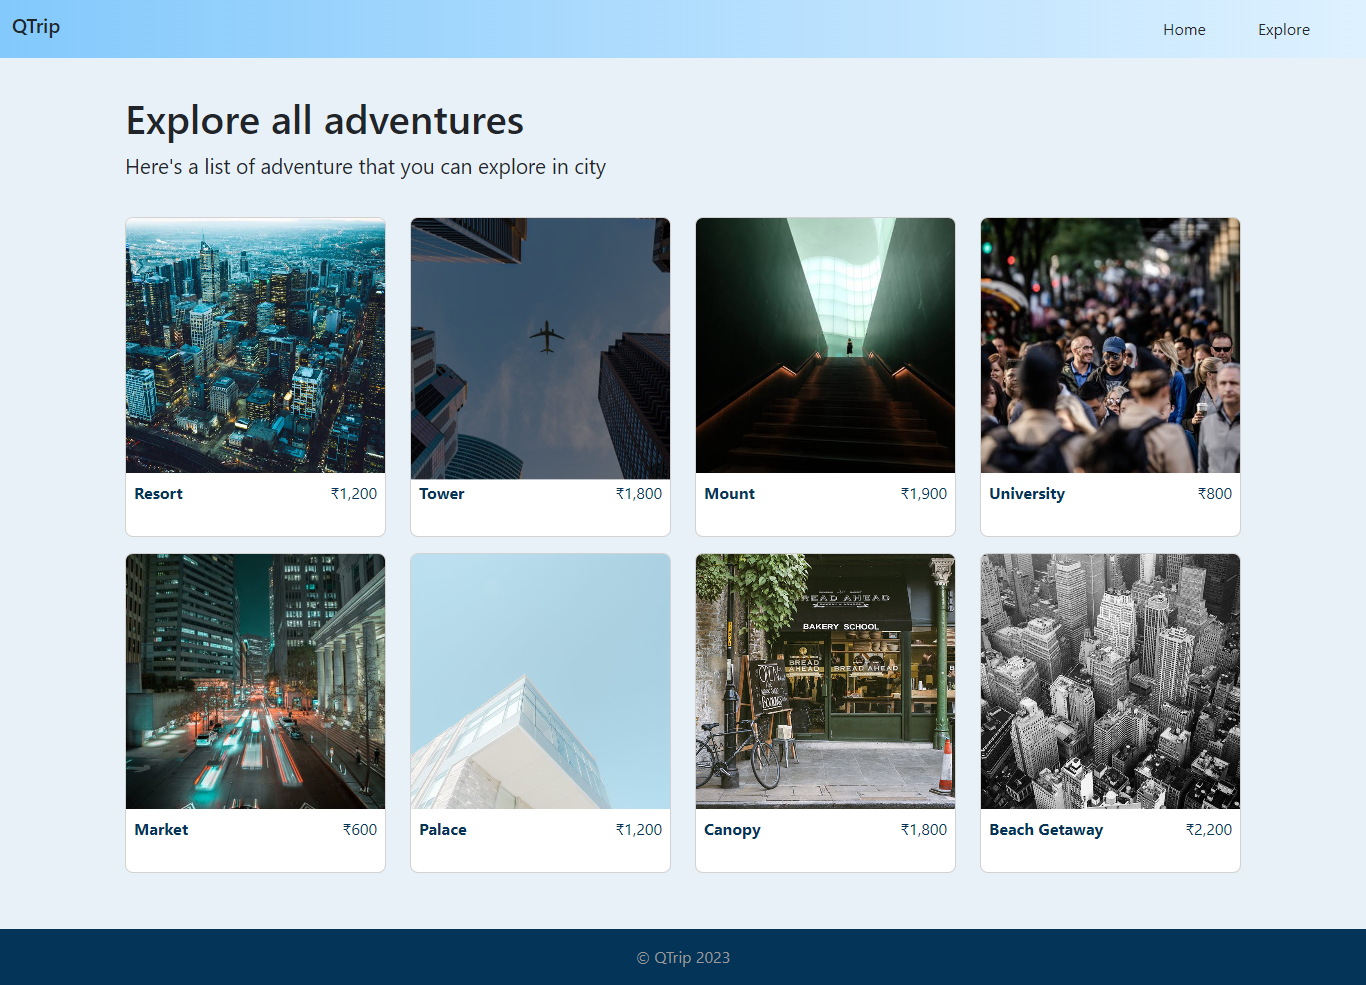 QTrip
Home
Explore
Explore all adventures
Here's a list of adventure that you can explore in city
Resort ₹1,200
Tower ₹1,800
Mount ₹1,900
University ₹800
READ AHEAD
BAKERY SCHOOL
BREAD AHEAD
BREAD AHEAD
OPEN
Market ₹600
Palace ₹1,200
Canopy ₹1,800
Beach Getaway ₹2,200
© QTrip 2023